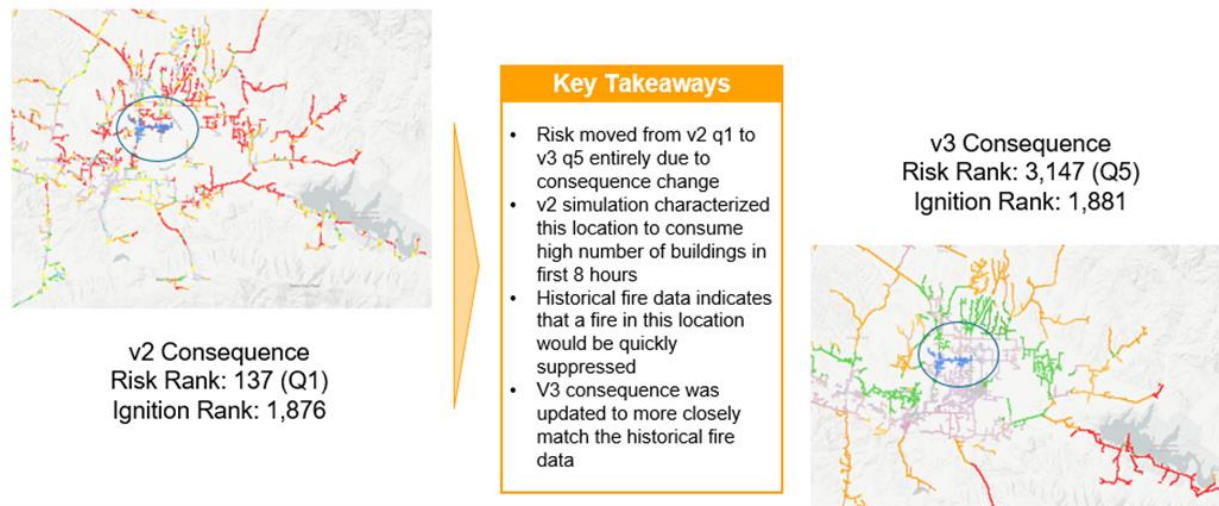 v2 Consequence
Risk Rank: 137 (Q1)
Ignition Rank: 1,876
Key Takeaways
• Risk moved from v2 q1 to
v3 q5 entirely due to
consequence change
• v2 simulation characterized
this location to consume
high number of buildings in
first 8 hours
• Historical fire data indicates
that a fire in this location
would be quickly
suppressed
• V3 consequence was
updated to more closely
match the historical fire
data
v3 Consequence
Risk Rank: 3,147 (Q5)
Ignition Rank: 1,881